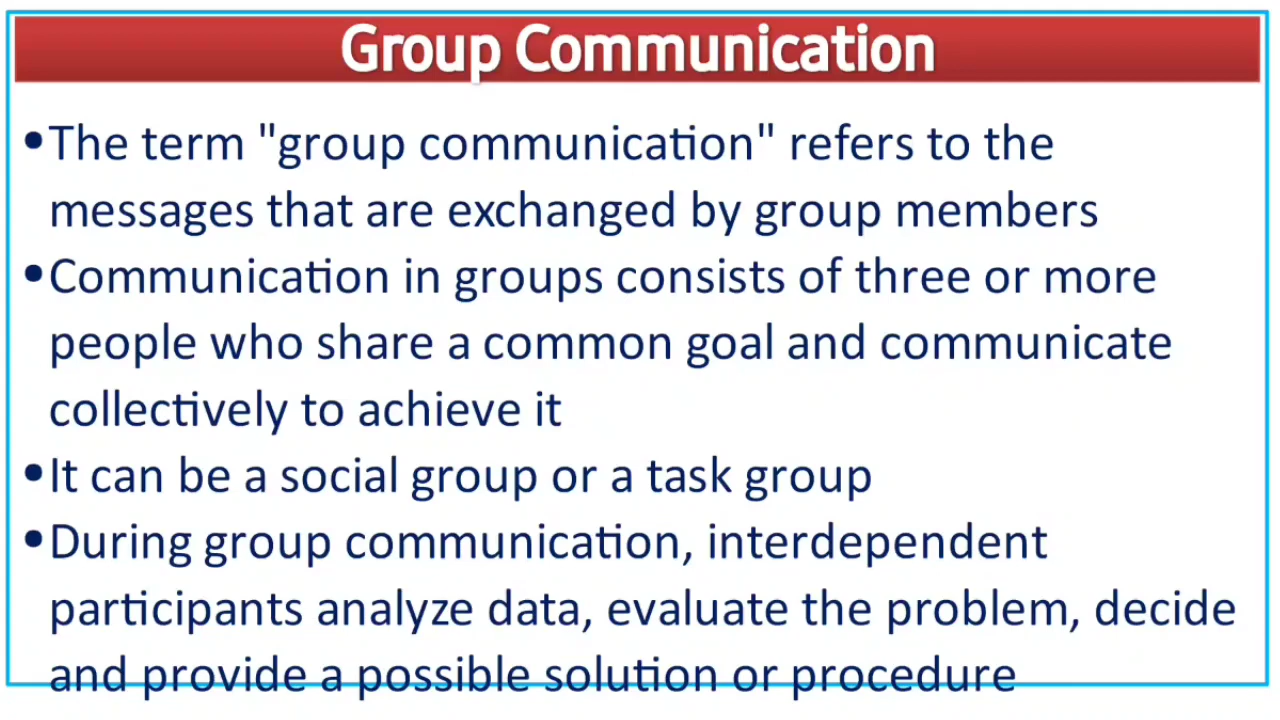 Group Communication
•The term "group communication" refers to the
messages that are exchanged by group members
•Communication in groups consists of three or more
people who share a common goal and communicate
collectively to achieve it
•It can be a social group or a task group
•During group communication, interdependent
participants analyze data, evaluate the problem, decide
and provide a possible solution or procedure